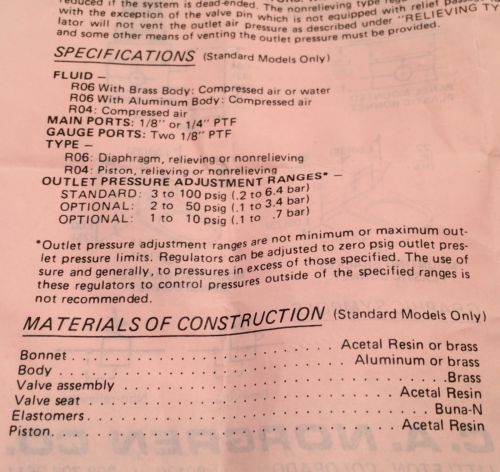 reduced if the system is dead-ended. The nonrelieving type
with the exception of the valve pin which is not equipped with relief
lator will not vent the outlet air pressure as described under "RELIEVING
and some other means of venting the outlet pressure must be provided.
SPECIFICATIONS (Standard Models Only)
FLUID –
R06 With Brass Body: Compressed air or water
R06 With Aluminum Body: Compressed air
R04: Compressed air
MAIN PORTS: 1/8" or 1/4" PTF
GAUGE PORTS: Two 1/8" PTF
TYPE –
R06: Diaphragm, relieving or nonrelieving
R04: Piston, relieving or nonrelieving
OUTLET PRESSURE ADJUSTMENT RANGES* –
STANDARD: 3 to 100 psig (.2 to 6.4 bar)
OPTIONAL: 2 to 50 psig (.1 to 3.4 bar)
OPTIONAL: 1 to 10 psig (.1 to .7 bar)
*Outlet pressure adjustment ranges are not minimum or maximum out-
let pressure limits. Regulators can be adjusted to zero psig outlet pres-
sure and generally, to pressures in excess of those specified. The use of
these regulators to control pressures outside of the specified ranges is
not recommended.
MATERIALS OF CONSTRUCTION (Standard Models Only)
Bonnet . . . . . . . . . . . . . . . . . . . . Acetal Resin or brass
Body . . . . . . . . . . . . . . . . . . . . . Aluminum or brass
Valve assembly . . . . . . . . . . . . . . . . . . . . . Brass
Valve seat . . . . . . . . . . . . . . . . . . . . Acetal Resin
Elastomers . . . . . . . . . . . . . . . . . . . . . . Buna-N
Piston . . . . . . . . . . . . . . . . . . . . . . Acetal Resin